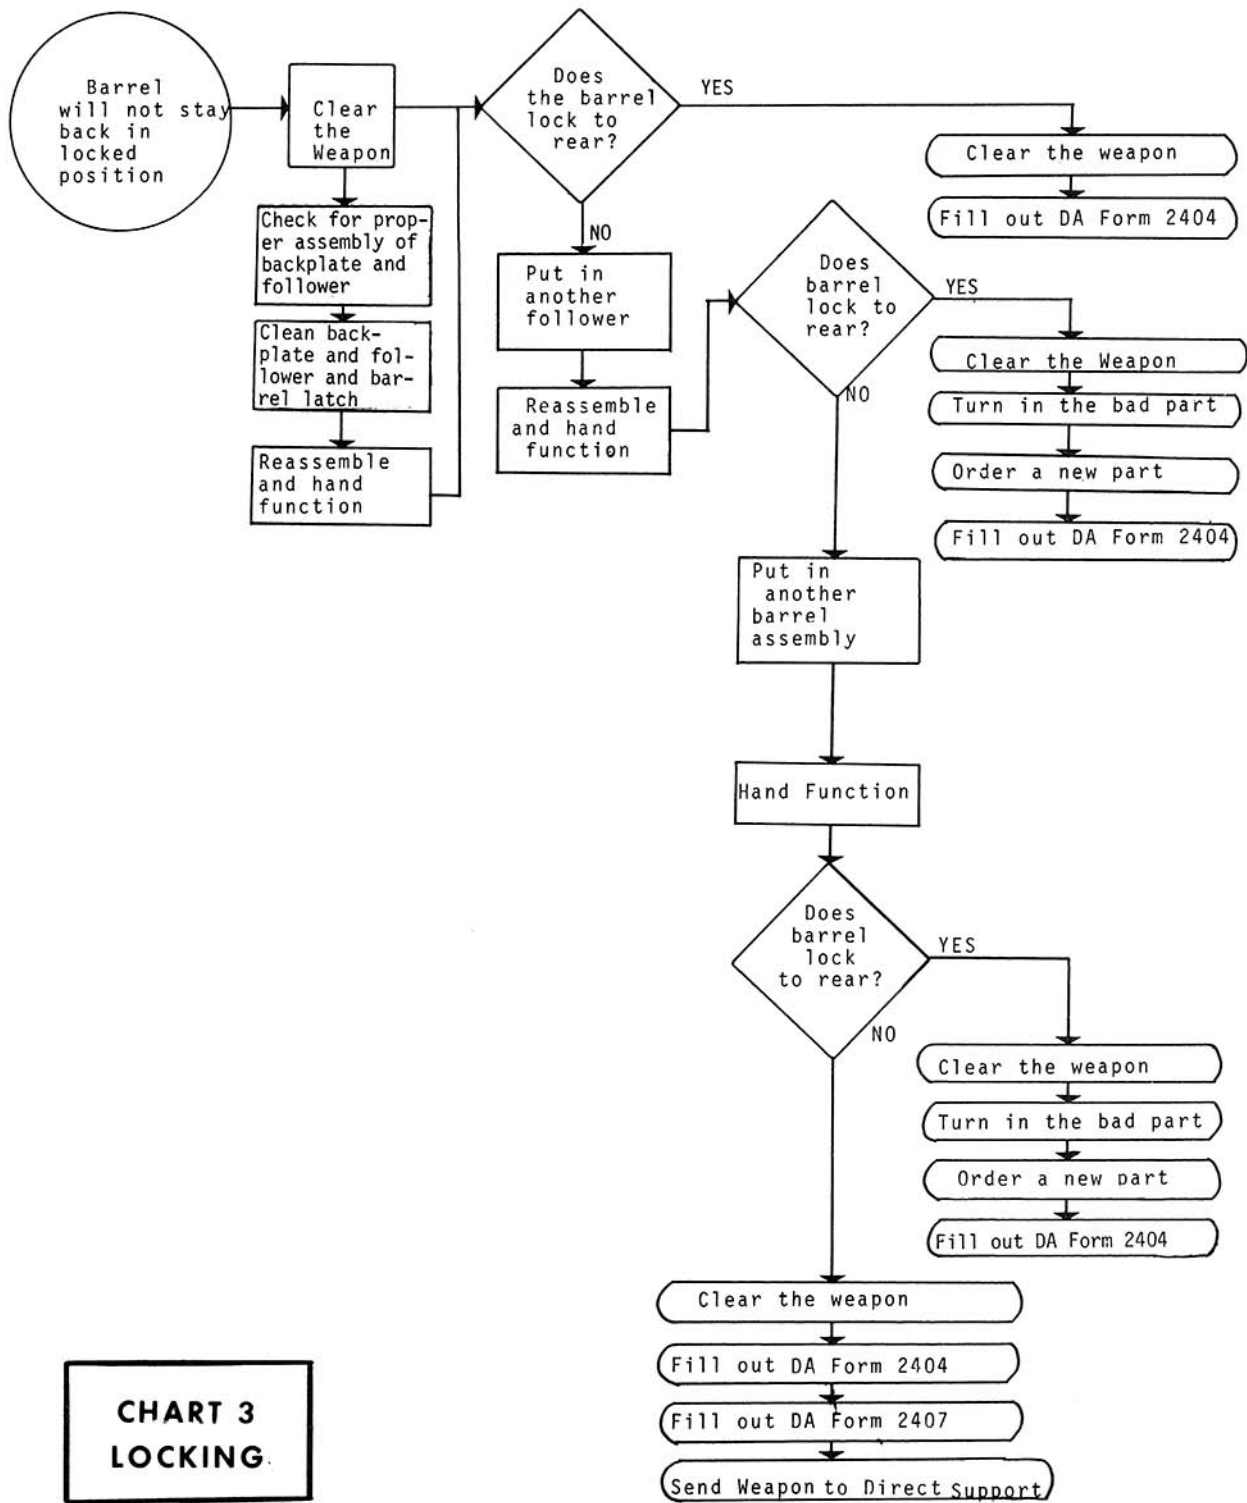 Barrel
will not stay
back in
locked
position
Clear
the
Weapon
Check for prop-
er assembly of
backplate and
follower
Clean back-
plate and fol-
lower and bar-
rel latch
Reassemble
and hand
function
Does
the barrel
lock to
rear?
YES
Clear the weapon
Fill out DA Form 2404
NO
Put in
another
follower
Reassemble
and hand
function
Does
barrel
lock to
rear?
YES
Clear the Weapon
Turn in the bad part
Order a new part
Fill out DA Form 2404
NO
Put in
another
barrel
assembly
Hand Function
Does
barrel
lock
to rear?
YES
Clear the weapon
Turn in the bad part
Order a new part
Fill out DA Form 2404
NO
Clear the weapon
Fill out DA Form 2404
Fill out DA Form 2407
Send Weapon to Direct Support
CHART 3
LOCKING